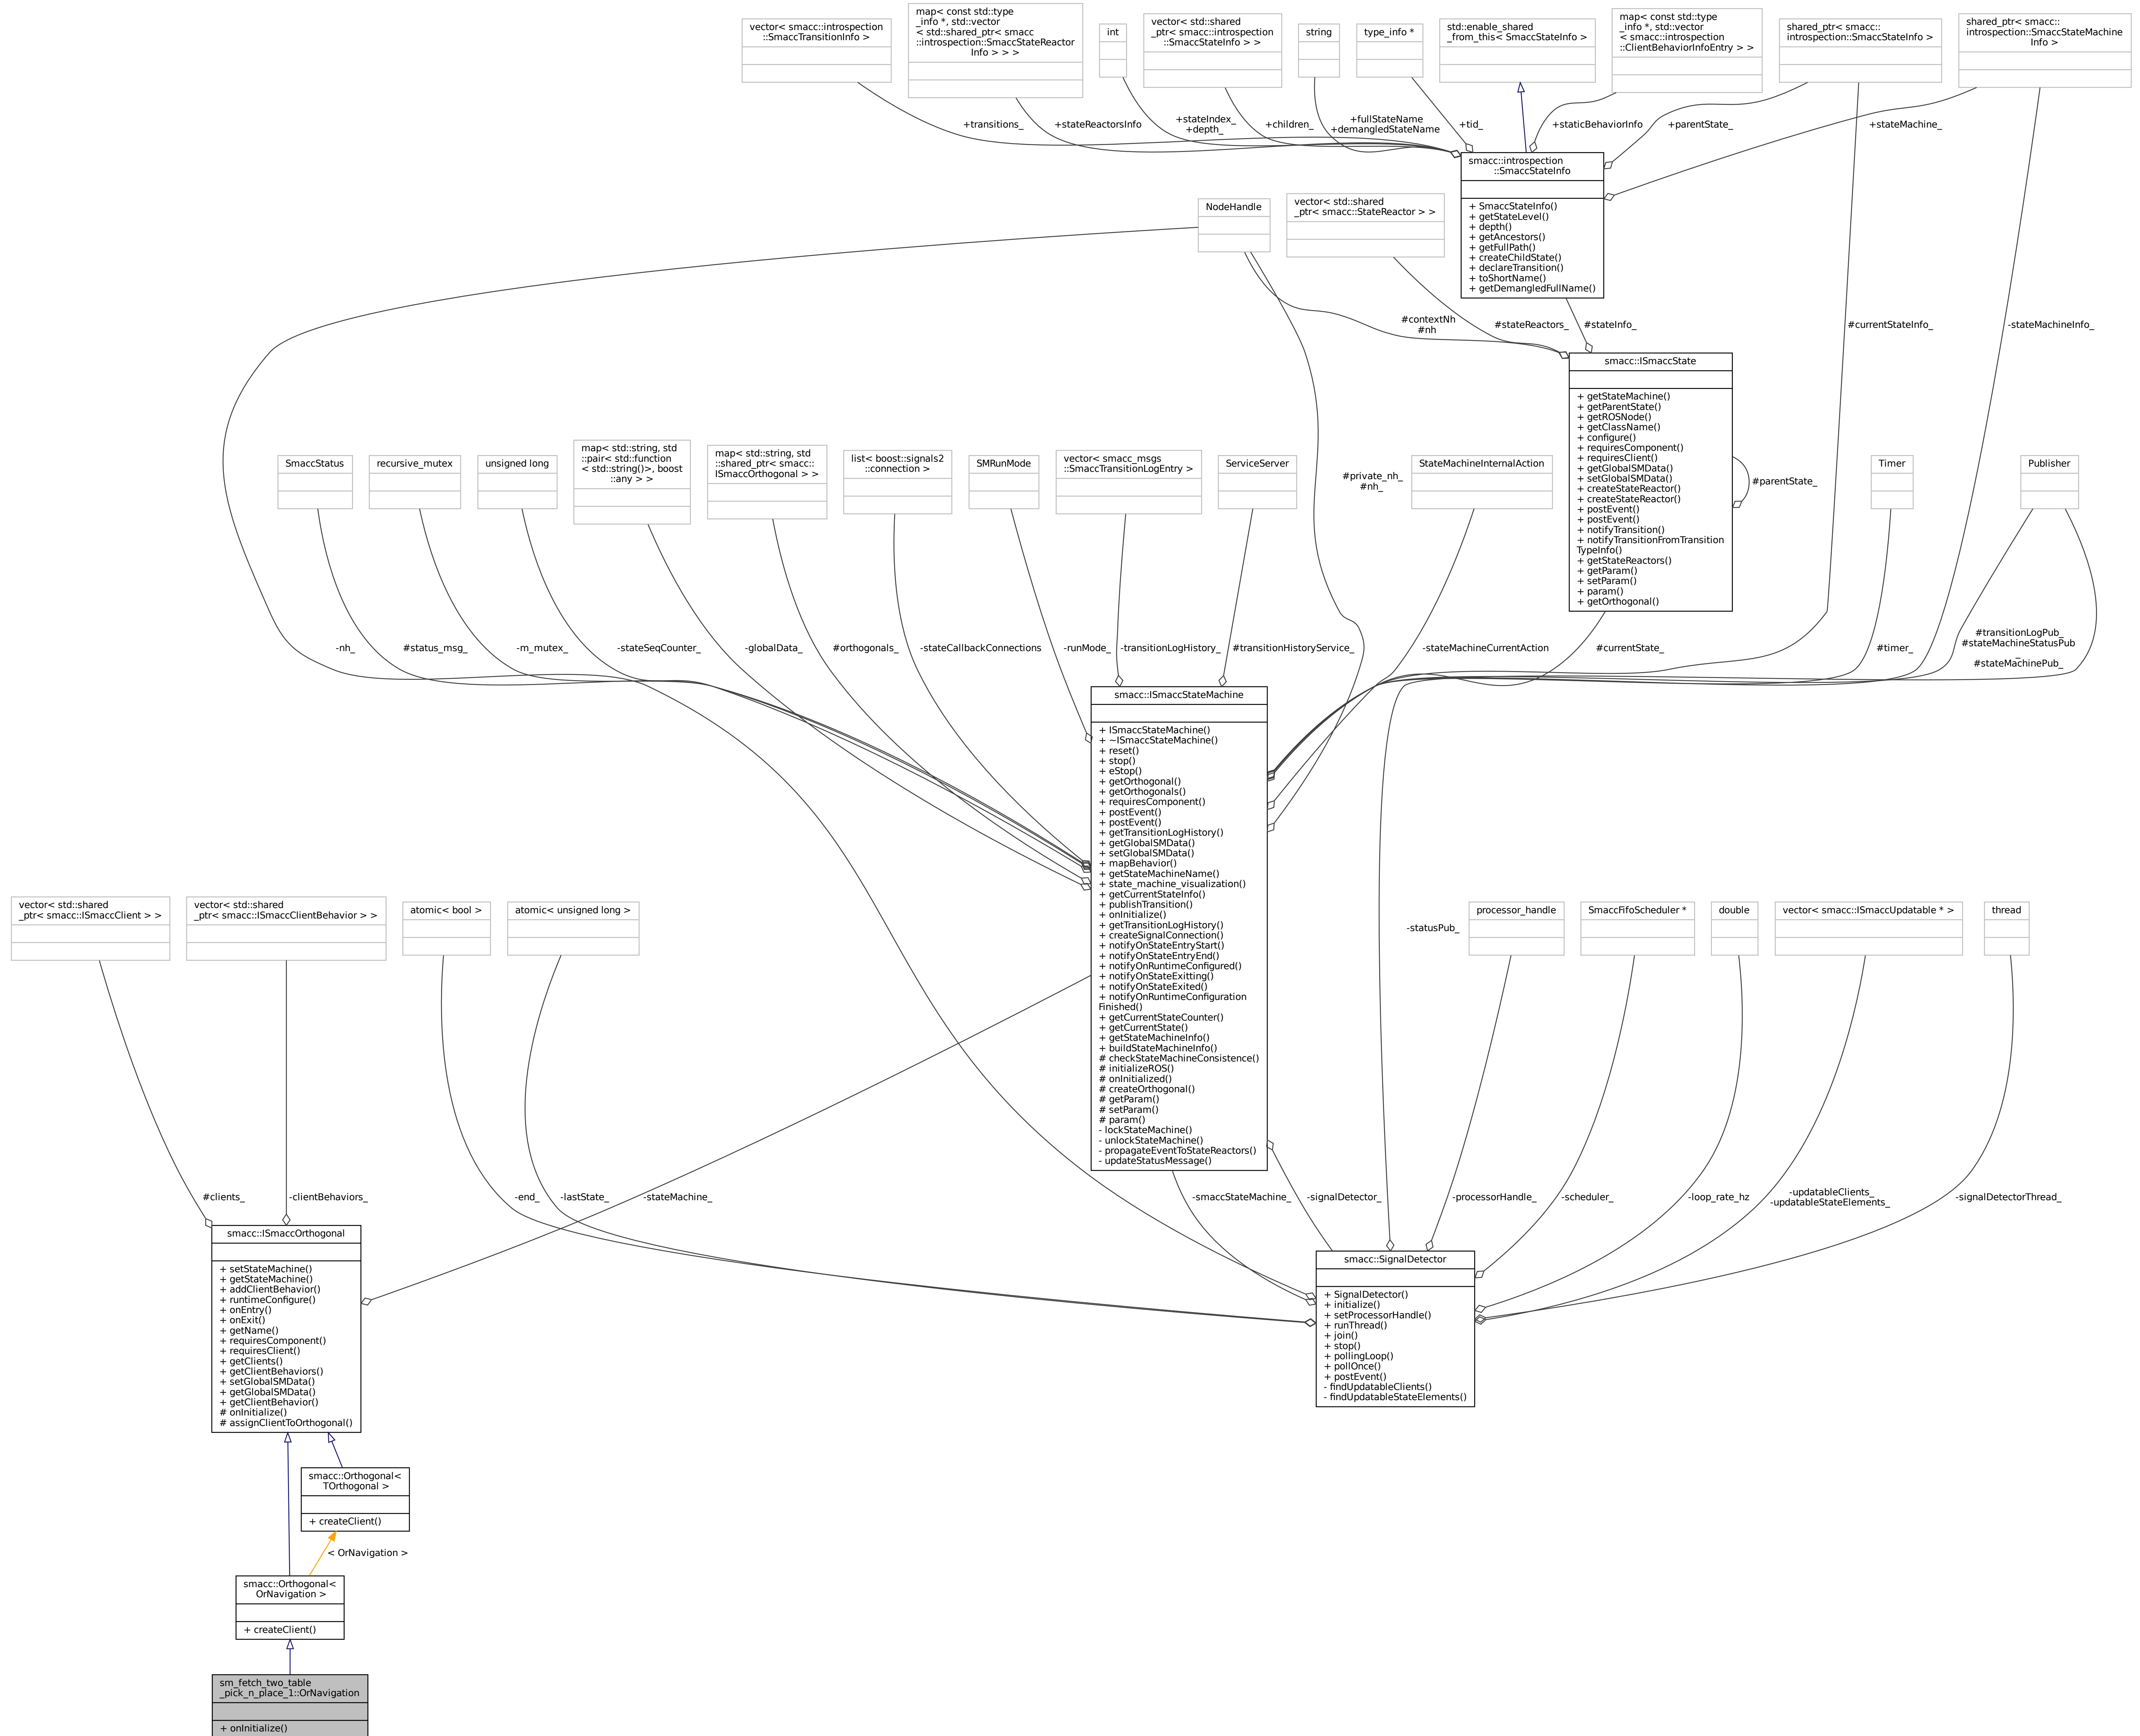 vector< smacc::introspection
::SmaccTransitionInfo >
map< const std::type
_info *, std::vector
< std::shared_ptr< smacc
::introspection::SmaccStateReactor
Info > > >
int
vector< std::shared
_ptr< smacc::introspection
::SmaccStateInfo > >
string
type_info *
std::enable_shared
_from_this< SmaccStateInfo >
map< const std::type
_info *, std::vector
< smacc::introspection
::ClientBehaviorInfoEntry > >
shared_ptr< smacc::
introspection::SmaccStateInfo >
shared_ptr< smacc::
introspection::SmaccStateMachine
Info >
+transitions_
+stateReactorsInfo
+stateIndex_
+depth_
+children_
+fullStateName
+demangledStateName
+tid_
+staticBehaviorInfo
+parentState_
+stateMachine_
smacc::introspection
::SmaccStateInfo
+ SmaccStateInfo()
+ getStateLevel()
+ depth()
+ getAncestors()
+ getFullPath()
+ createChildState()
+ declareTransition()
+ toShortName()
+ getDemangledFullName()
NodeHandle
vector< std::shared
_ptr< smacc::StateReactor > >
#contextNh
#nh
#stateReactors_
#stateInfo_
#currentStateInfo_
-stateMachineInfo_
smacc::ISmaccState
+ getStateMachine()
+ getParentState()
+ getROSNode()
+ getClassName()
+ configure()
+ requiresComponent()
+ requiresClient()
+ getGlobalSMData()
+ setGlobalSMData()
+ createStateReactor()
+ createStateReactor()
+ postEvent()
+ postEvent()
+ notifyTransition()
+ notifyTransitionFromTransition
TypeInfo()
+ getStateReactors()
+ getParam()
+ setParam()
+ param()
+ getOrthogonal()
#parentState_
SmaccStatus
recursive_mutex
unsigned long
map< std::string, std
::pair< std::function
< std::string()>, boost
::any > >
map< std::string, std
::shared_ptr< smacc::
ISmaccOrthogonal > >
list< boost::signals2
::connection >
SMRunMode
vector< smacc_msgs
::SmaccTransitionLogEntry >
ServiceServer
#private_nh_
#nh_
StateMachineInternalAction
Timer
Publisher
-nh_
#status_msg_
-m_mutex_
-stateSeqCounter_
-globalData_
#orthogonals_
-stateCallbackConnections
-runMode_
-transitionLogHistory_
#transitionHistoryService_
-stateMachineCurrentAction
#currentState_
#timer_
#transitionLogPub_
#stateMachineStatusPub
_
#stateMachinePub_
smacc::ISmaccStateMachine
+ ISmaccStateMachine()
+ ~ISmaccStateMachine()
+ reset()
+ stop()
+ eStop()
+ getOrthogonal()
+ getOrthogonals()
+ requiresComponent()
+ postEvent()
+ postEvent()
+ getTransitionLogHistory()
+ getGlobalSMData()
+ setGlobalSMData()
+ mapBehavior()
+ getStateMachineName()
+ state_machine_visualization()
+ getCurrentStateInfo()
+ publishTransition()
+ onInitialize()
+ getTransitionLogHistory()
+ createSignalConnection()
+ notifyOnStateEntryStart()
+ notifyOnStateEntryEnd()
+ notifyOnRuntimeConfigured()
+ notifyOnStateExitting()
+ notifyOnStateExited()
+ notifyOnRuntimeConfiguration
Finished()
+ getCurrentStateCounter()
+ getCurrentState()
+ getStateMachineInfo()
+ buildStateMachineInfo()
# checkStateMachineConsistence()
# initializeROS()
# onInitialized()
# createOrthogonal()
# getParam()
# setParam()
# param()
- lockStateMachine()
- unlockStateMachine()
- propagateEventToStateReactors()
- updateStatusMessage()
vector< std::shared
_ptr< smacc::ISmaccClient > >
vector< std::shared
_ptr< smacc::ISmaccClientBehavior > >
atomic< bool >
atomic< unsigned long >
-statusPub_
processor_handle
SmaccFifoScheduler *
double
vector< smacc::ISmaccUpdatable * >
thread
#clients_
-clientBehaviors_
-end_
-lastState_
-stateMachine_
-smaccStateMachine_
-signalDetector_
-processorHandle_
-scheduler_
-loop_rate_hz
-updatableClients_
-updatableStateElements_
-signalDetectorThread_
smacc::ISmaccOrthogonal
+ setStateMachine()
+ getStateMachine()
+ addClientBehavior()
+ runtimeConfigure()
+ onEntry()
+ onExit()
+ getName()
+ requiresComponent()
+ requiresClient()
+ getClients()
+ getClientBehaviors()
+ setGlobalSMData()
+ getGlobalSMData()
+ getClientBehavior()
# onInitialize()
# assignClientToOrthogonal()
smacc::SignalDetector
+ SignalDetector()
+ initialize()
+ setProcessorHandle()
+ runThread()
+ join()
+ stop()
+ pollingLoop()
+ pollOnce()
+ postEvent()
- findUpdatableClients()
- findUpdatableStateElements()
smacc::Orthogonal<
TOrthogonal >
+ createClient()
< OrNavigation >
smacc::Orthogonal<
OrNavigation >
+ createClient()
sm_fetch_two_table
_pick_n_place_1::OrNavigation
+ onInitialize()